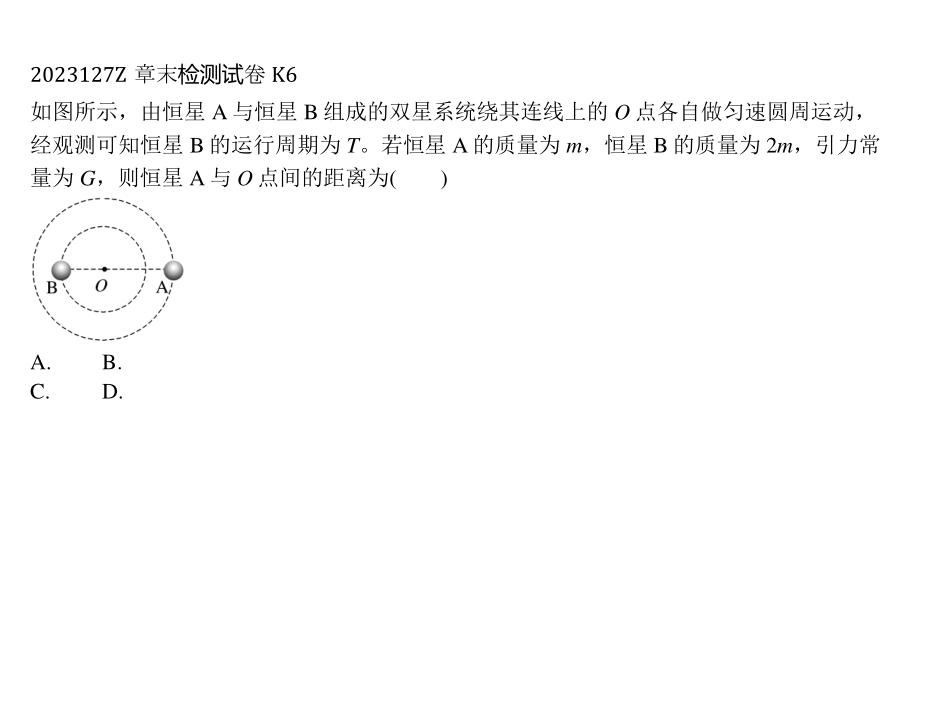 2023127Z 章末检测试卷 K6
如图所示，由恒星 A 与恒星 B 组成的双星系统绕其连线上的 O 点各自做匀速圆周运动，
经观测可知恒星 B 的运行周期为 T。若恒星 A 的质量为 m，恒星 B 的质量为 2m，引力常
量为 G，则恒星 A 与 O 点间的距离为(　　)
B O A
A. B.
C. D.